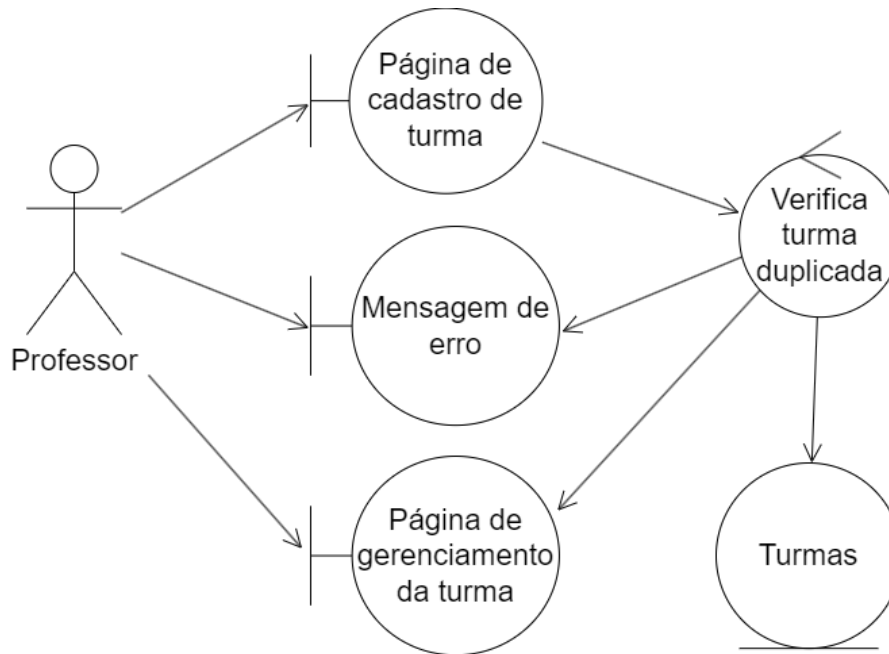 Página de
cadastro de
turma
Verifica
turma
duplicada
Professor
Mensagem de
erro
Página de
gerenciamento
da turma
Turmas